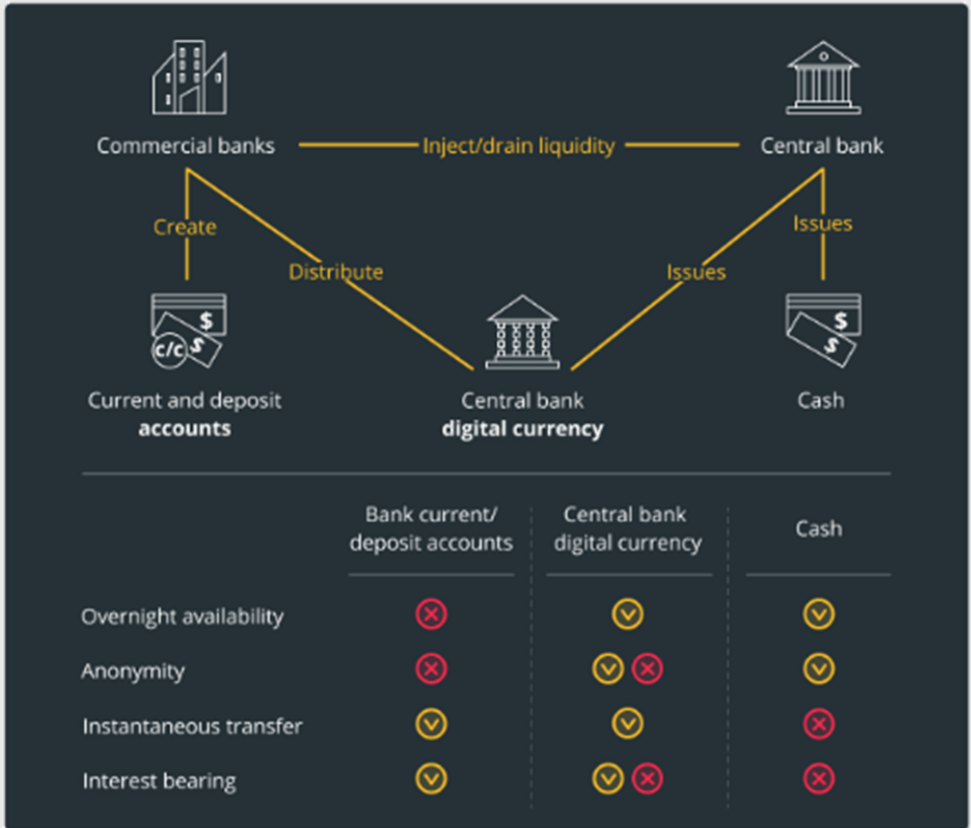 Commercial banks
Inject/drain liquidity
Central bank
Create
Distribute
Issues
Issues
$
c/c $
$
$
Current and deposit
accounts
Central bank
digital currency
Cash
Bank current/
deposit accounts
Central bank
digital currency
Cash
Overnight availability
Anonymity
Instantaneous transfer
Interest bearing